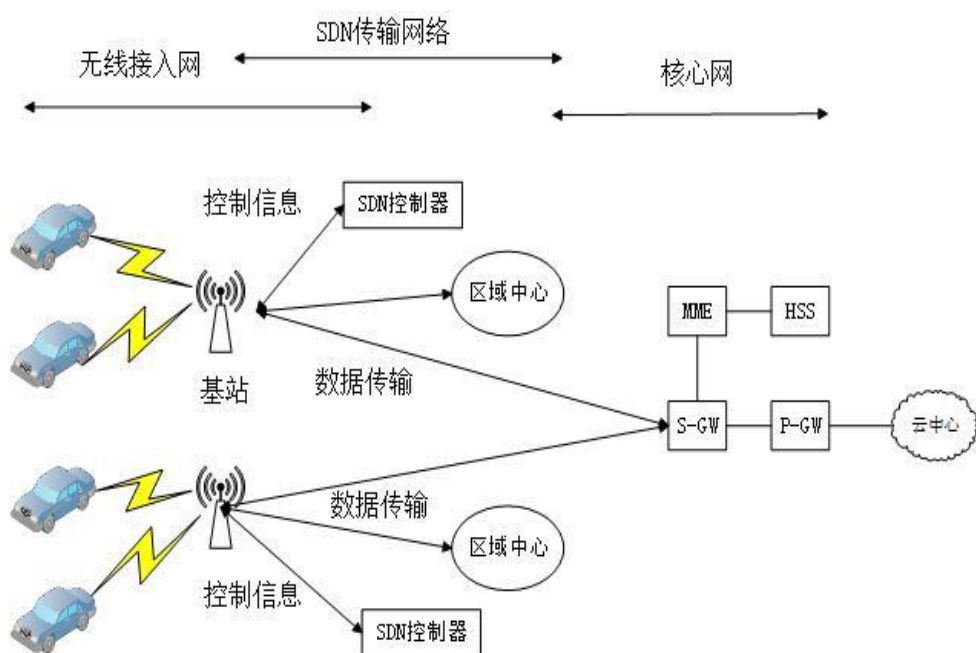 SDN传输网络
无线接入网
核心网
控制信息
SDN控制器
区域中心
MME
HSS
基站
数据传输
S-GW
P-GW
云中心
数据传输
区域中心
控制信息
SDN控制器